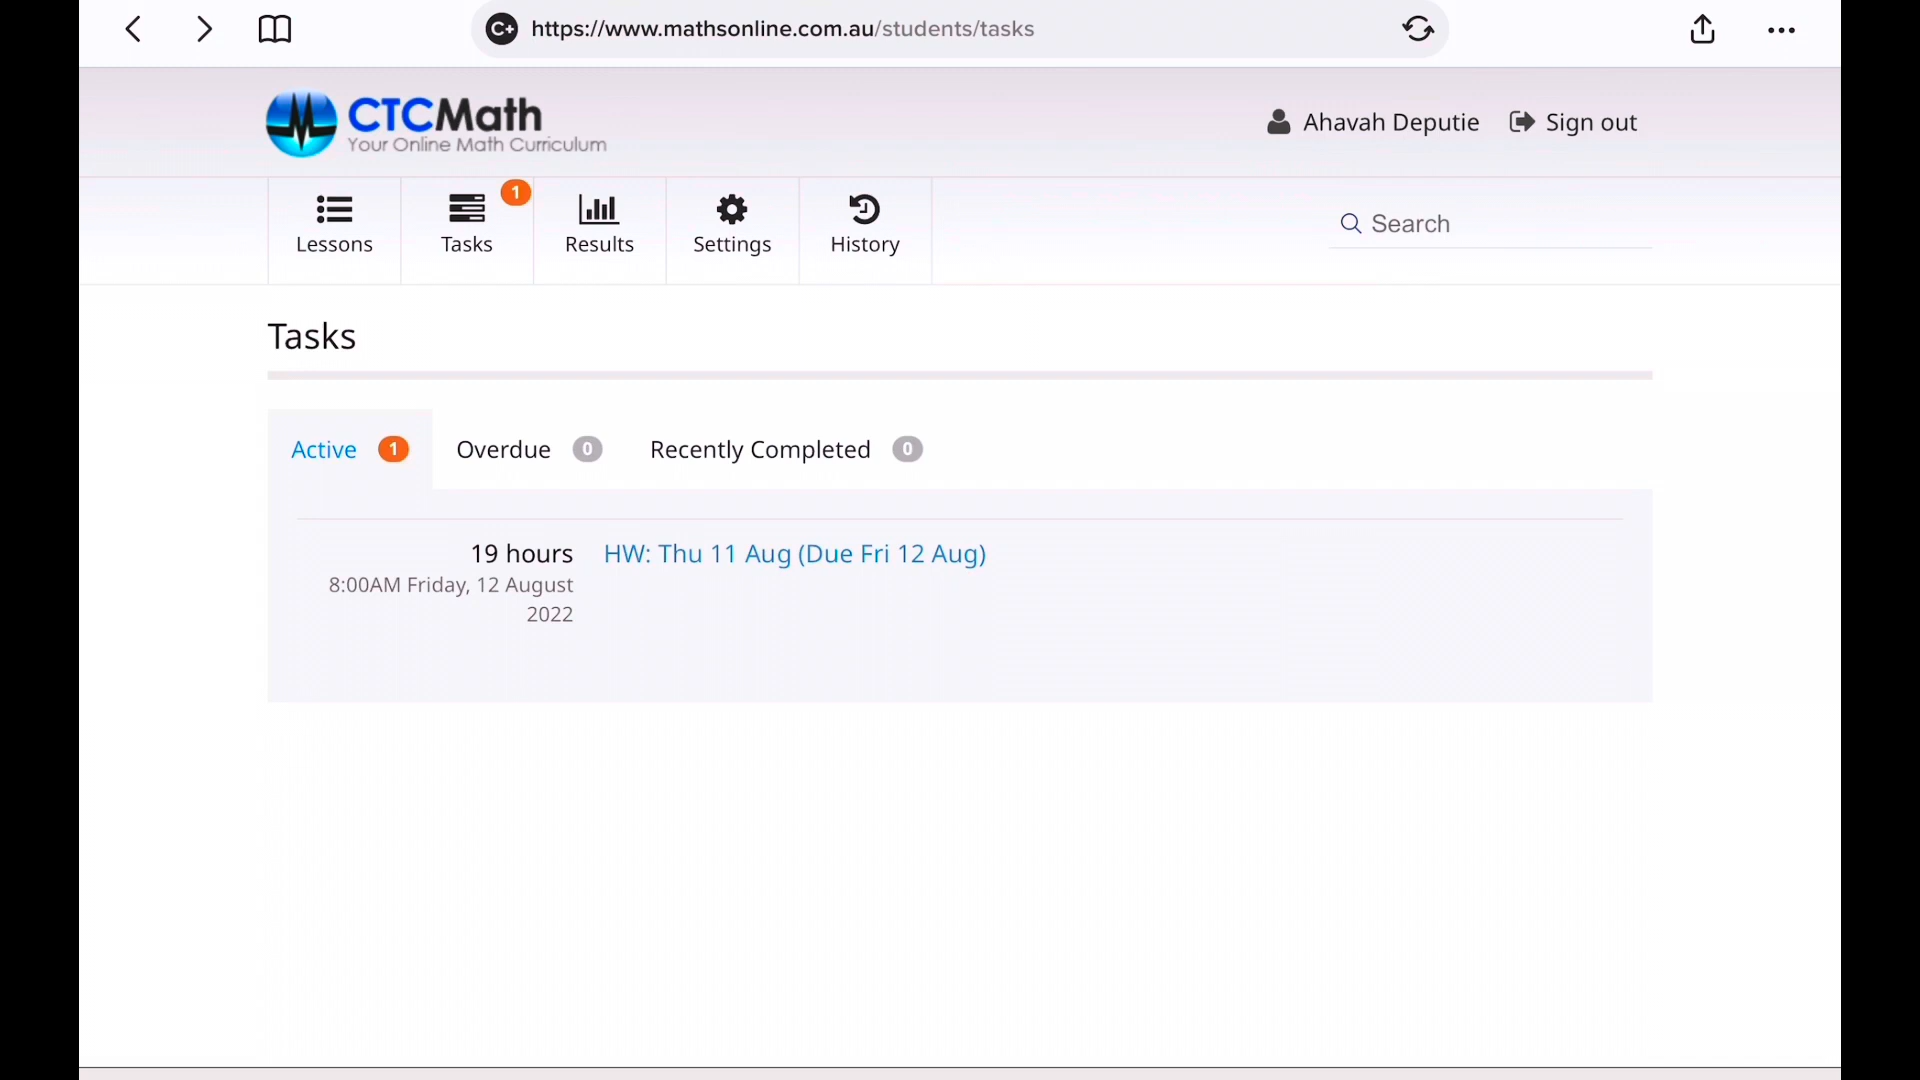 C+ https://www.mathsonline.com.au/students/tasks
CTCMath
Your Online Math Curriculum
Ahavah Deputie
Sign out
Lessons
Tasks
1
Results
Settings
History
Search
Tasks
Active 1
Overdue 0
Recently Completed 0
19 hours
8:00AM Friday, 12 August
2022
HW: Thu 11 Aug (Due Fri 12 Aug)